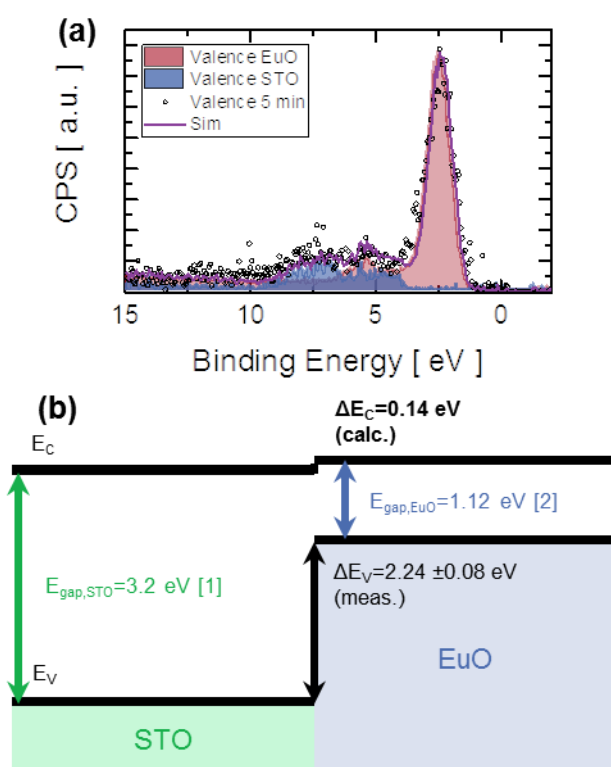 (a)
Valence EuO
Valence STO
Valence 5 min
Sim
CPS [ a.u. ]
15 10 5 0
Binding Energy [ eV ]
(b)
ΔE_C=0.14 eV
(calc.)
E_C
E_gap,EuO=1.12 eV [2]
E_gap,STO=3.2 eV [1]
ΔE_V=2.24 ±0.08 eV
(meas.)
EuO
E_V
STO